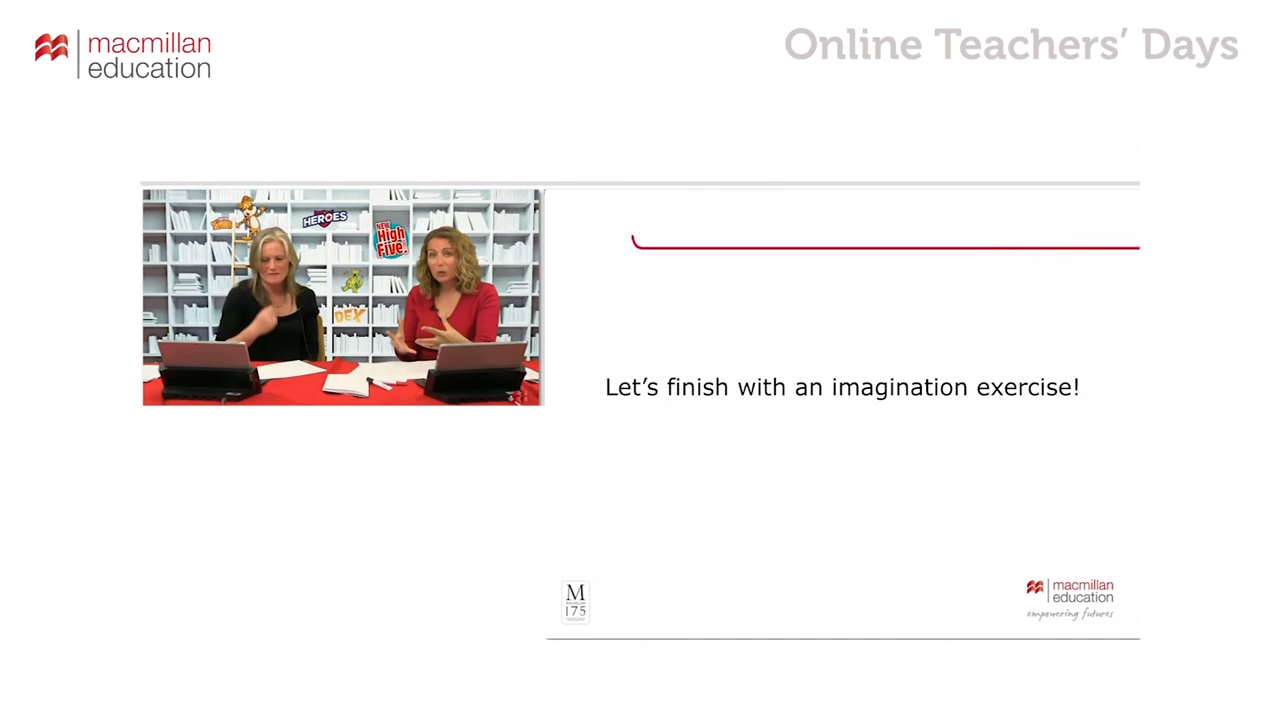 macmillan
education
Online Teachers’ Days
HEROES
NEW
High
Five!
DEX
Let’s finish with an imagination exercise!
M
175
macmillan
education
empowering futures